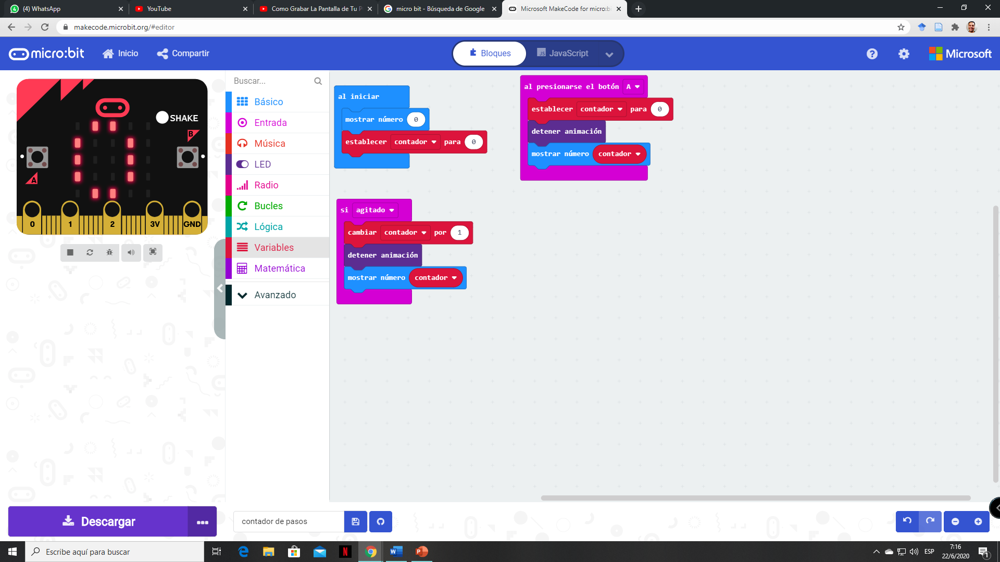 (4) WhatsApp
YouTube
Como Grabar La Pantalla de Tu P
micro bit - Búsqueda de Google
Microsoft MakeCode for micro:bi
makecode.microbit.org/#editor
micro:bit
Inicio
Compartir
Bloques
JS JavaScript
?
Microsoft
SHAKE
B
A
0 1 2 3V GND
Buscar...
Básico
Entrada
Música
LED
Radio
Bucles
Lógica
Variables
Matemática
Avanzado
al iniciar
mostrar número 0
establecer contador para 0
al presionarse el botón A
establecer contador para 0
detener animación
mostrar número contador
si agitado
cambiar contador por 1
detener animación
mostrar número contador
Descargar
contador de pasos
Escribe aquí para buscar
ESP
7:16
22/6/2020
1